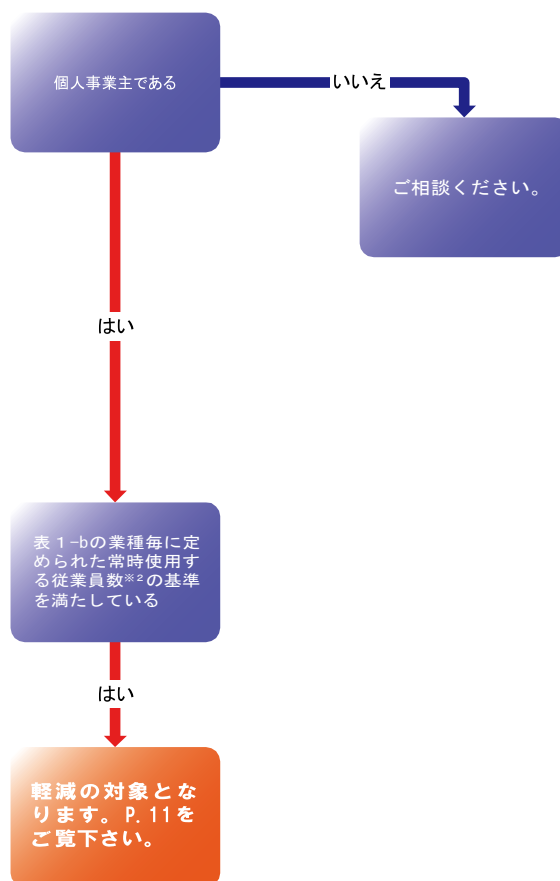 個人事業主である
いいえ
ご相談ください。
はい
表１-bの業種毎に定
められた常時使用す
る従業員数※2の基準
を満たしている
はい
軽減の対象とな
ります。P.11を
ご覧下さい。